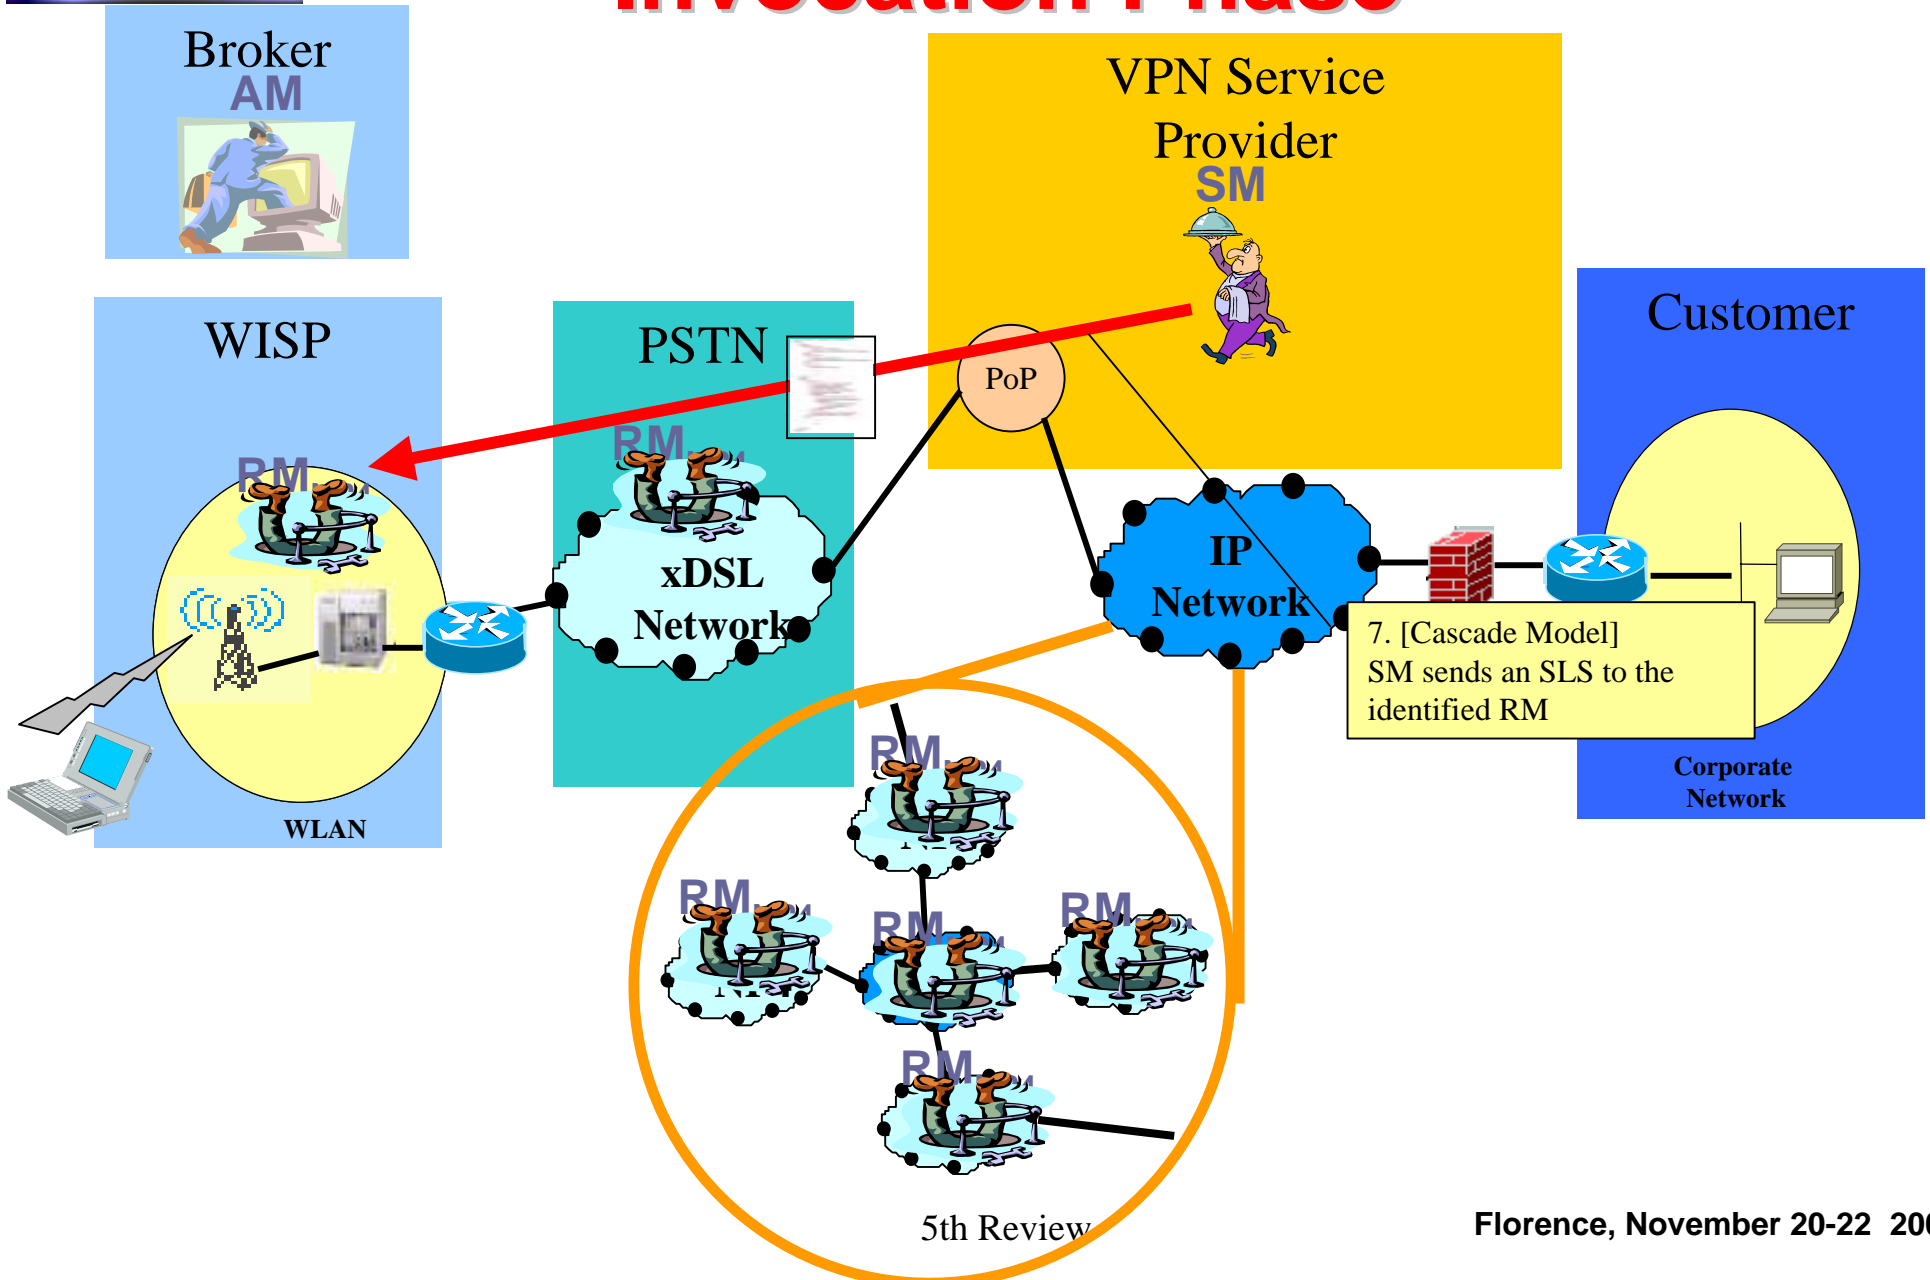 Invocation Phase
Broker
AM
VPN Service
Provider
SM
WISP
PSTN
Customer
PoP
RM
RM
xDSL
Network
IP
Network
7. [Cascade Model]
SM sends an SLS to the
identified RM
Corporate
Network
WLAN
RM
RM
RM
RM
RM
5th Review
Florence, November 20-22